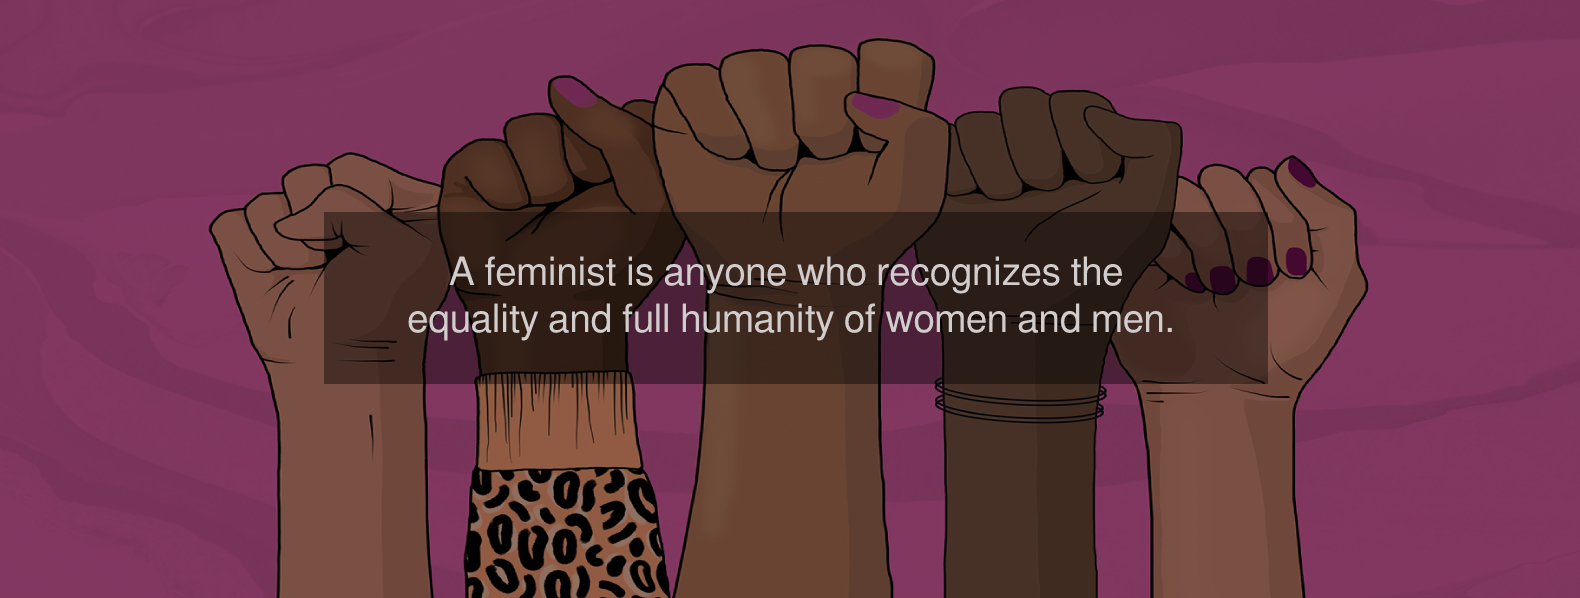 A feminist is anyone who recognizes the
equality and full humanity of women and men.